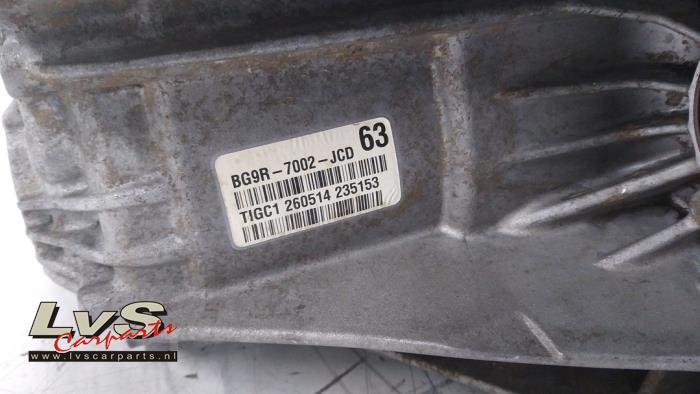 BG9R-7002-JCD 63
TIGC1 260514 235153
LvS
Carparts
www.lvscarparts.nl